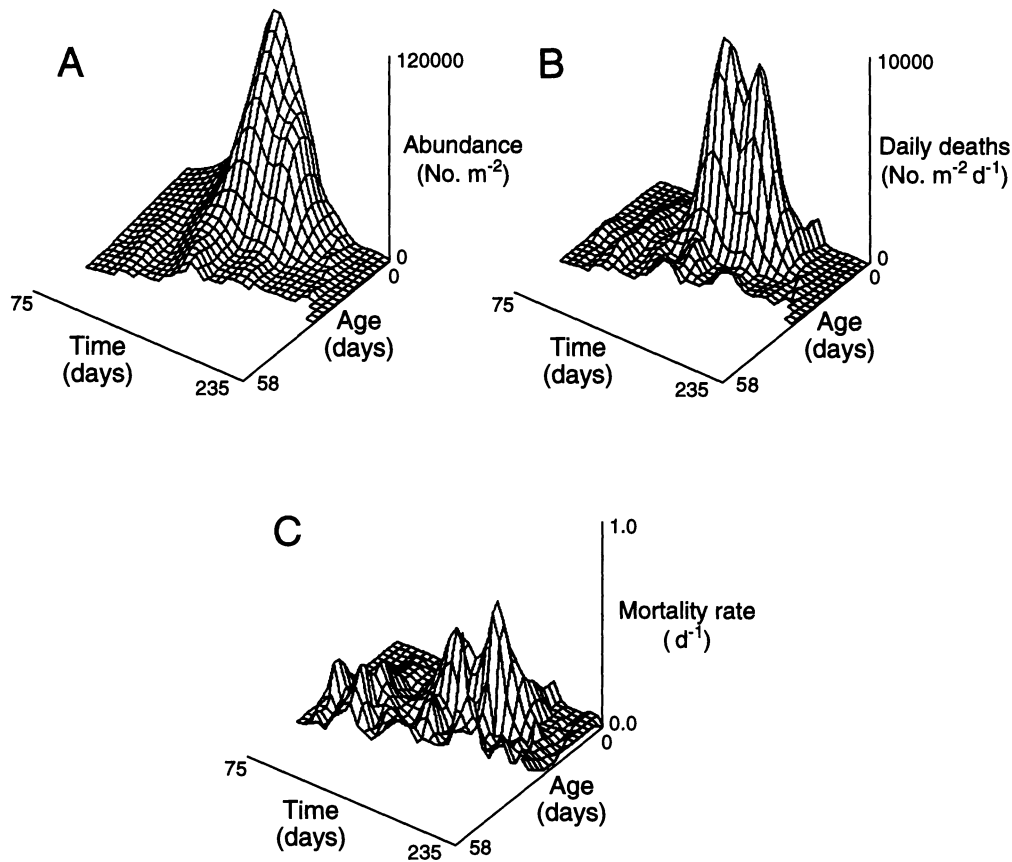 A
120000
Abundance
(No. m-2)
0
0
75
Time
(days)
Age
(days)
235
58
B
10000
Daily deaths
(No. m-2 d-1)
0
0
75
Time
(days)
Age
(days)
235
58
C
1.0
Mortality rate
( d-1)
0.0
0
75
Time
(days)
Age
(days)
235
58